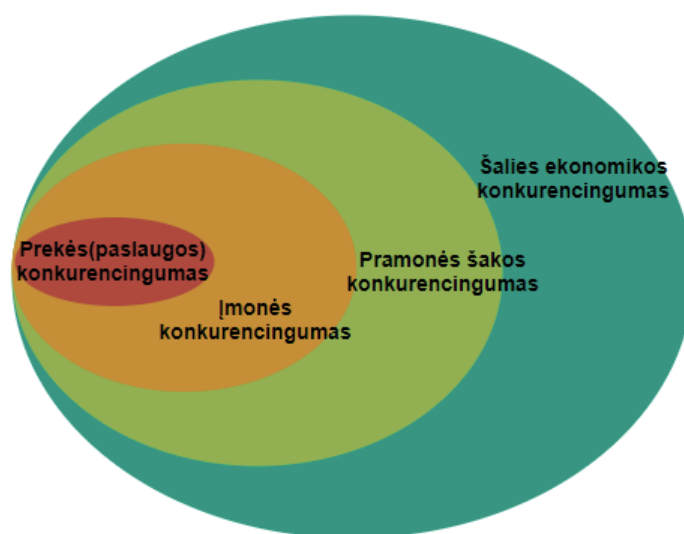 Šalies ekonomikos
konkurencingumas
Prekės(paslaugos)
konkurencingumas
Pramonės šakos
konkurencingumas
Įmonės
konkurencingumas